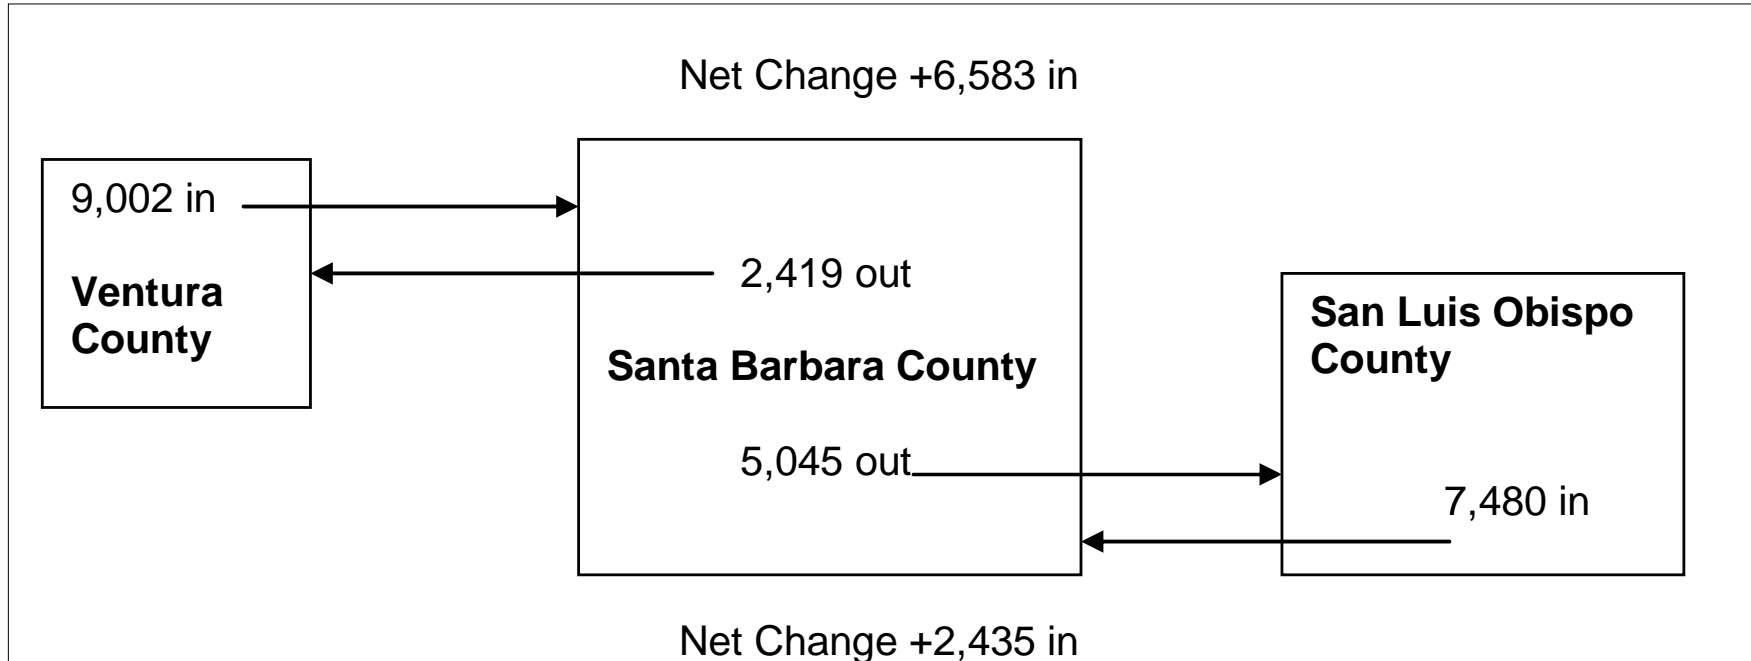 Net Change +6,583 in
9,002 in
Ventura
County
2,419 out
Santa Barbara County
5,045 out
San Luis Obispo
County
7,480 in
Net Change +2,435 in